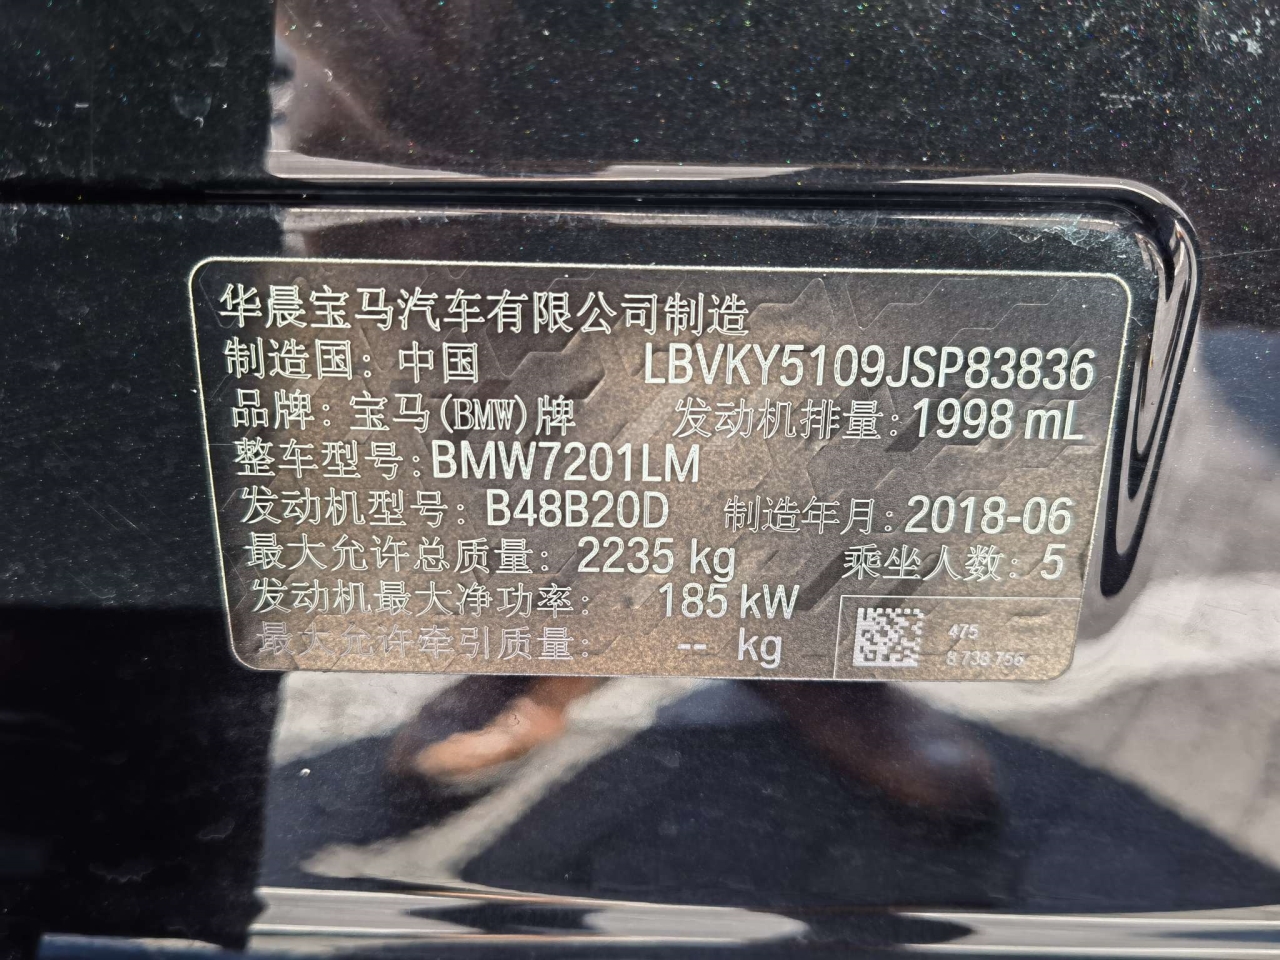 华晨宝马汽车有限公司制造
制造国：中国 LBVKY5109JSP83836
品牌：宝马(BMW)牌 发动机排量：1998 mL
整车型号：BMW7201LM
发动机型号：B48B20D 制造年月：2018-06
最大允许总质量：2235 kg 乘坐人数：5
发动机最大净功率：185 kW
最大允许牵引质量：-- kg
475
8 738 756